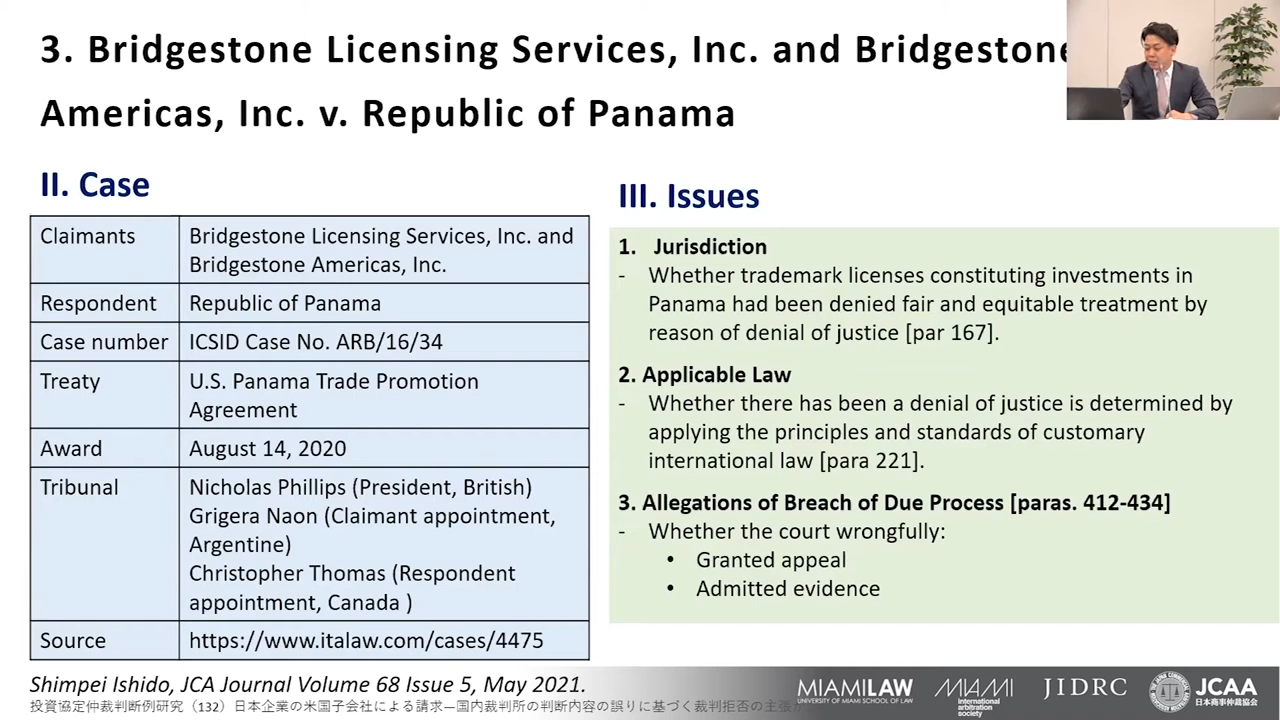 3. Bridgestone Licensing Services, Inc. and Bridgestone
Americas, Inc. v. Republic of Panama
II. Case
Claimants
Bridgestone Licensing Services, Inc. and
Bridgestone Americas, Inc.
Respondent
Republic of Panama
Case number
ICSID Case No. ARB/16/34
Treaty
U.S. Panama Trade Promotion
Agreement
Award
August 14, 2020
Tribunal
Nicholas Phillips (President, British)
Grigera Naon (Claimant appointment,
Argentine)
Christopher Thomas (Respondent
appointment, Canada )
Source
https://www.italaw.com/cases/4475
III. Issues
1. Jurisdiction
- Whether trademark licenses constituting investments in
Panama had been denied fair and equitable treatment by
reason of denial of justice [par 167].
2. Applicable Law
- Whether there has been a denial of justice is determined by
applying the principles and standards of customary
international law [para 221].
3. Allegations of Breach of Due Process [paras. 412-434]
- Whether the court wrongfully:
• Granted appeal
• Admitted evidence
Shimpei Ishido, JCA Journal Volume 68 Issue 5, May 2021.
投資協定仲裁判断例研究（132）日本企業の米国子会社による請求－国内裁判所の判断内容の誤りに基づく裁判拒否の主張
MIAMI LAW
UNIVERSITY OF MIAMI SCHOOL OF LAW
MIAMI
international
arbitration
society
JIDRC
JCAA
日本商事仲裁協会